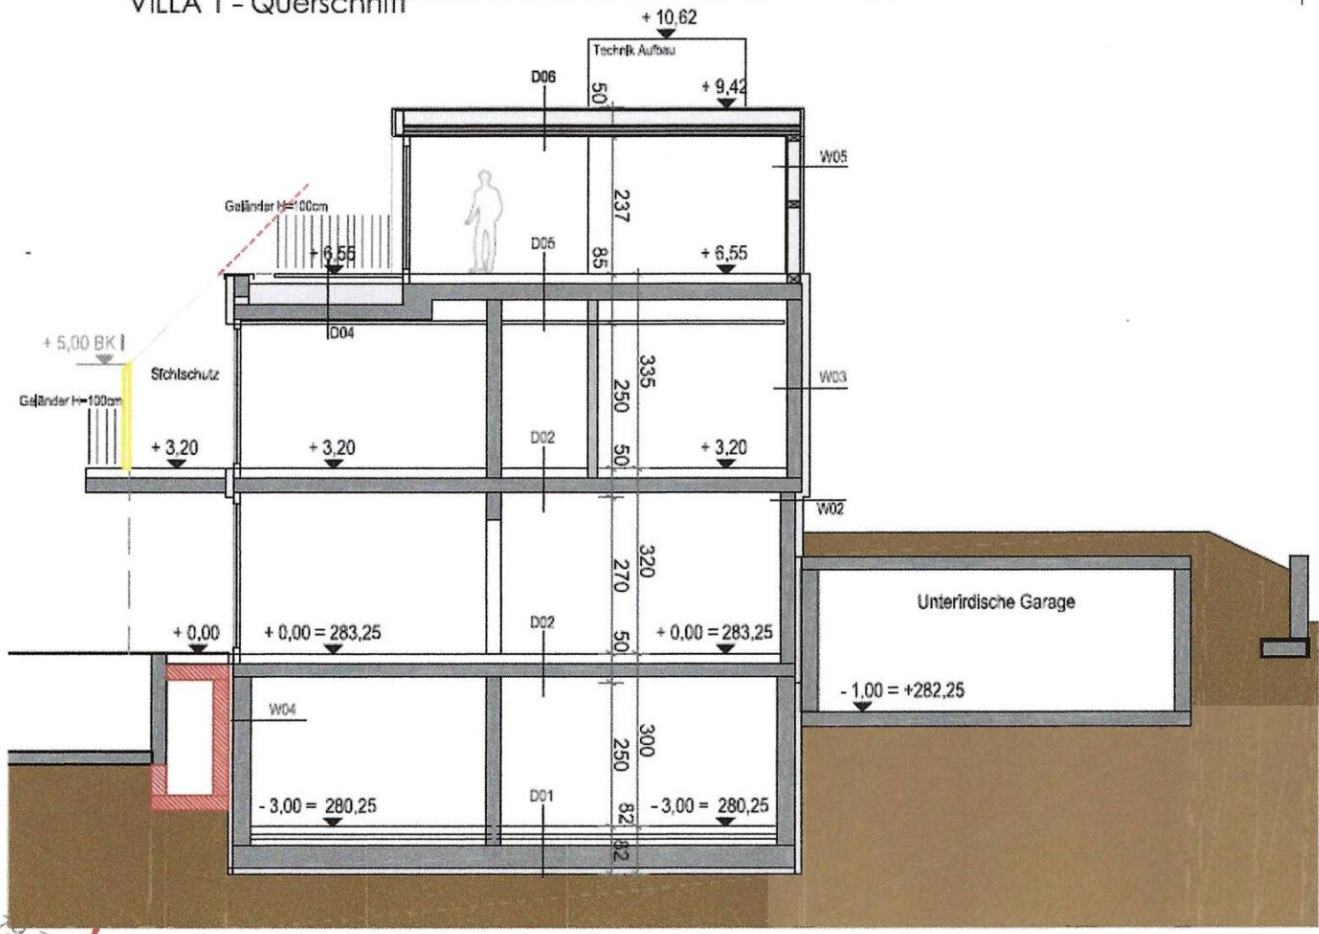 VILLA 1 - Querschnitt
+ 10,62
Technik Aufbau
D06
50
+ 9,42
W05
Geländer H=100cm
237
+ 6,55
D05
85
+ 6,55
D04
+ 5,00 BK
Sichtschutz
335
W03
Geländer H=100cm
250
+ 3,20
+ 3,20
D02
50
+ 3,20
W02
320
270
Unterirdische Garage
+ 0,00
+ 0,00 = 283,25
D02
50
+ 0,00 = 283,25
- 1,00 = +282,25
W04
300
250
- 3,00 = 280,25
D01
82
- 3,00 = 280,25
82